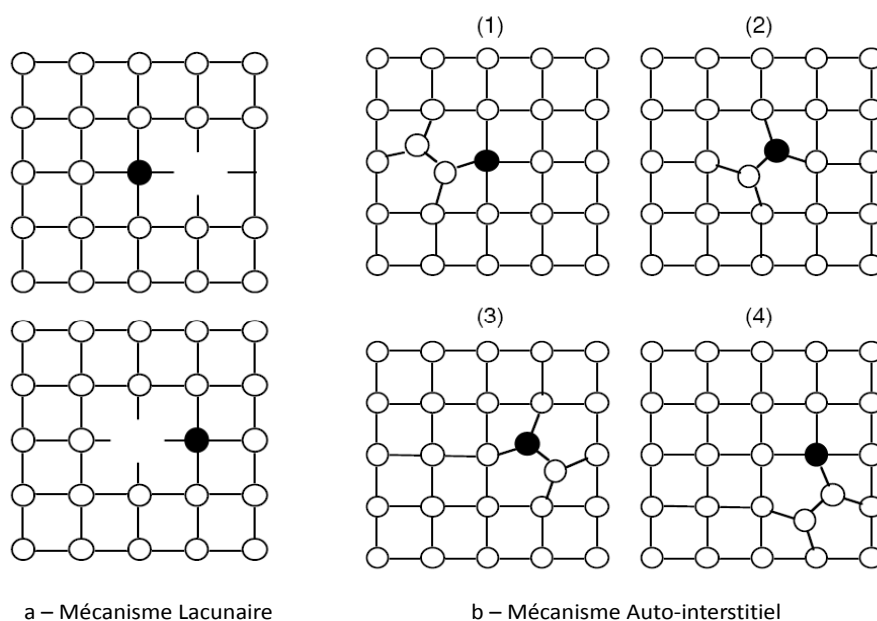 (1) (2)
(3) (4)
a – Mécanisme Lacunaire b – Mécanisme Auto-interstitiel